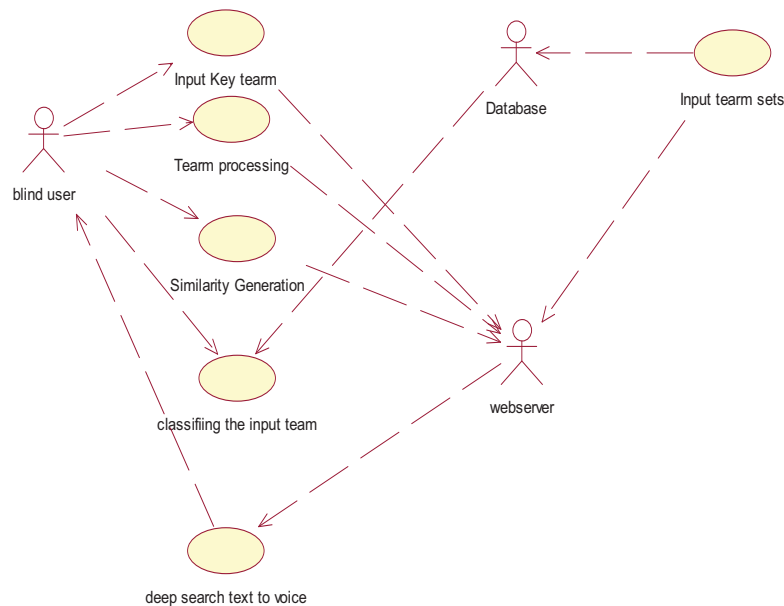 Input Key tearm
Database
Input tearm sets
Tearm processing
blind user
Similarity Generation
webserver
classifiing the input team
deep search text to voice